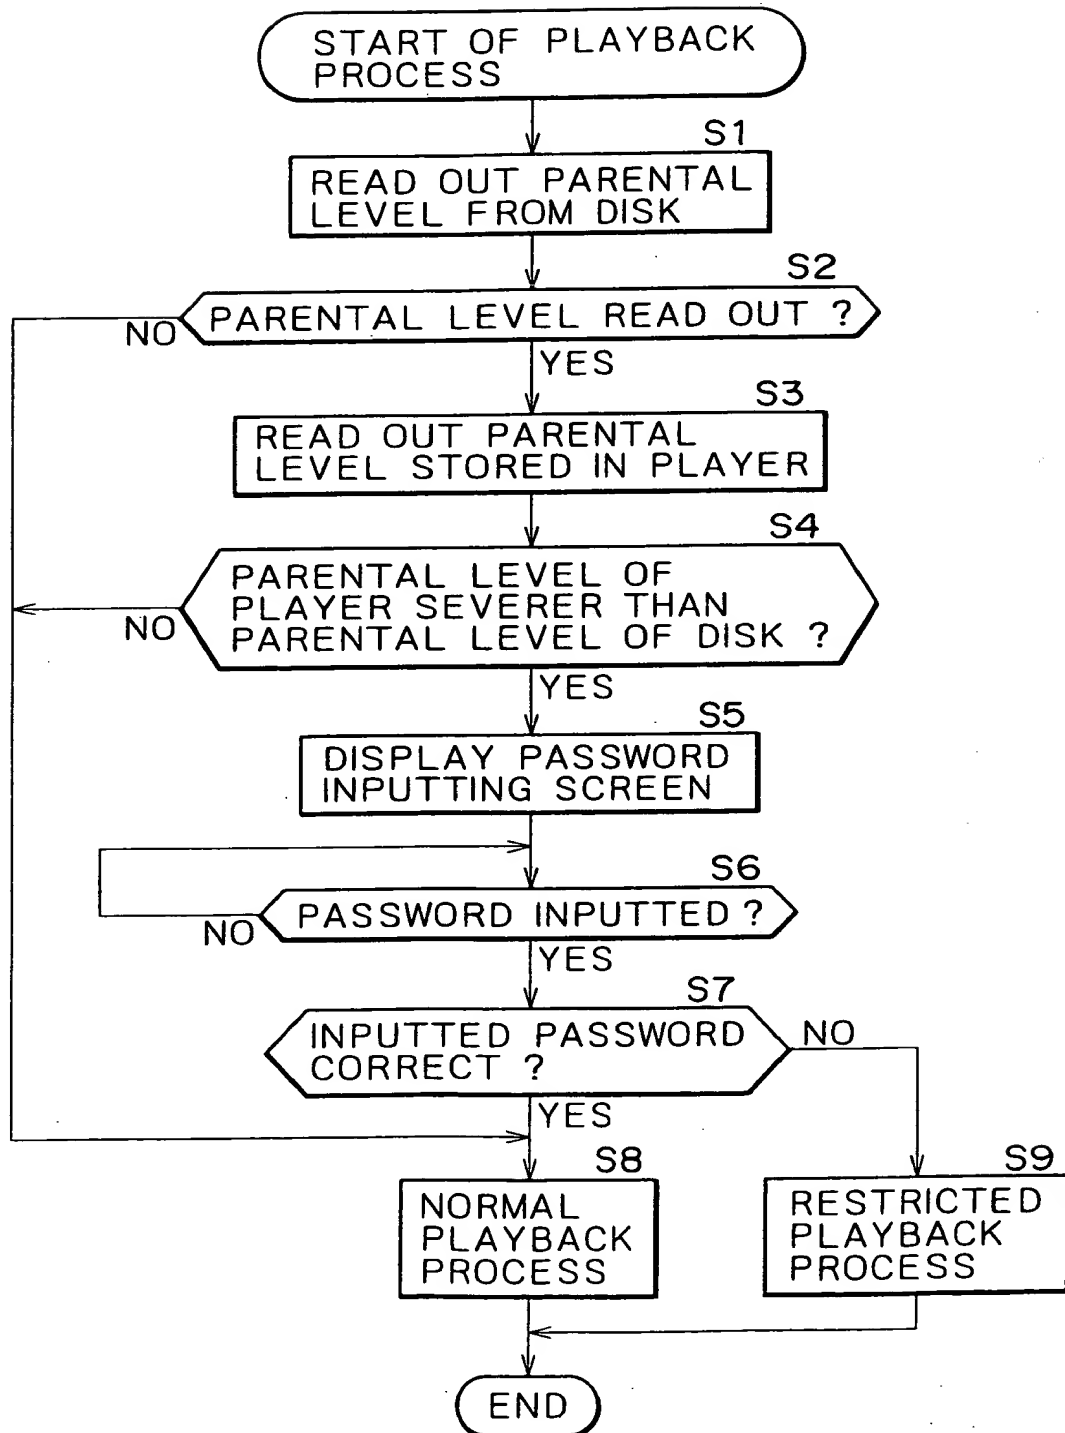 START OF PLAYBACK
PROCESS
S1
READ OUT PARENTAL
LEVEL FROM DISK
S2
PARENTAL LEVEL READ OUT ?
NO
YES
S3
READ OUT PARENTAL
LEVEL STORED IN PLAYER
S4
PARENTAL LEVEL OF
PLAYER SEVERER THAN
PARENTAL LEVEL OF DISK ?
NO
YES
S5
DISPLAY PASSWORD
INPUTTING SCREEN
S6
PASSWORD INPUTTED ?
NO
YES
S7
INPUTTED PASSWORD
CORRECT ?
NO
YES
S8
NORMAL
PLAYBACK
PROCESS
S9
RESTRICTED
PLAYBACK
PROCESS
END